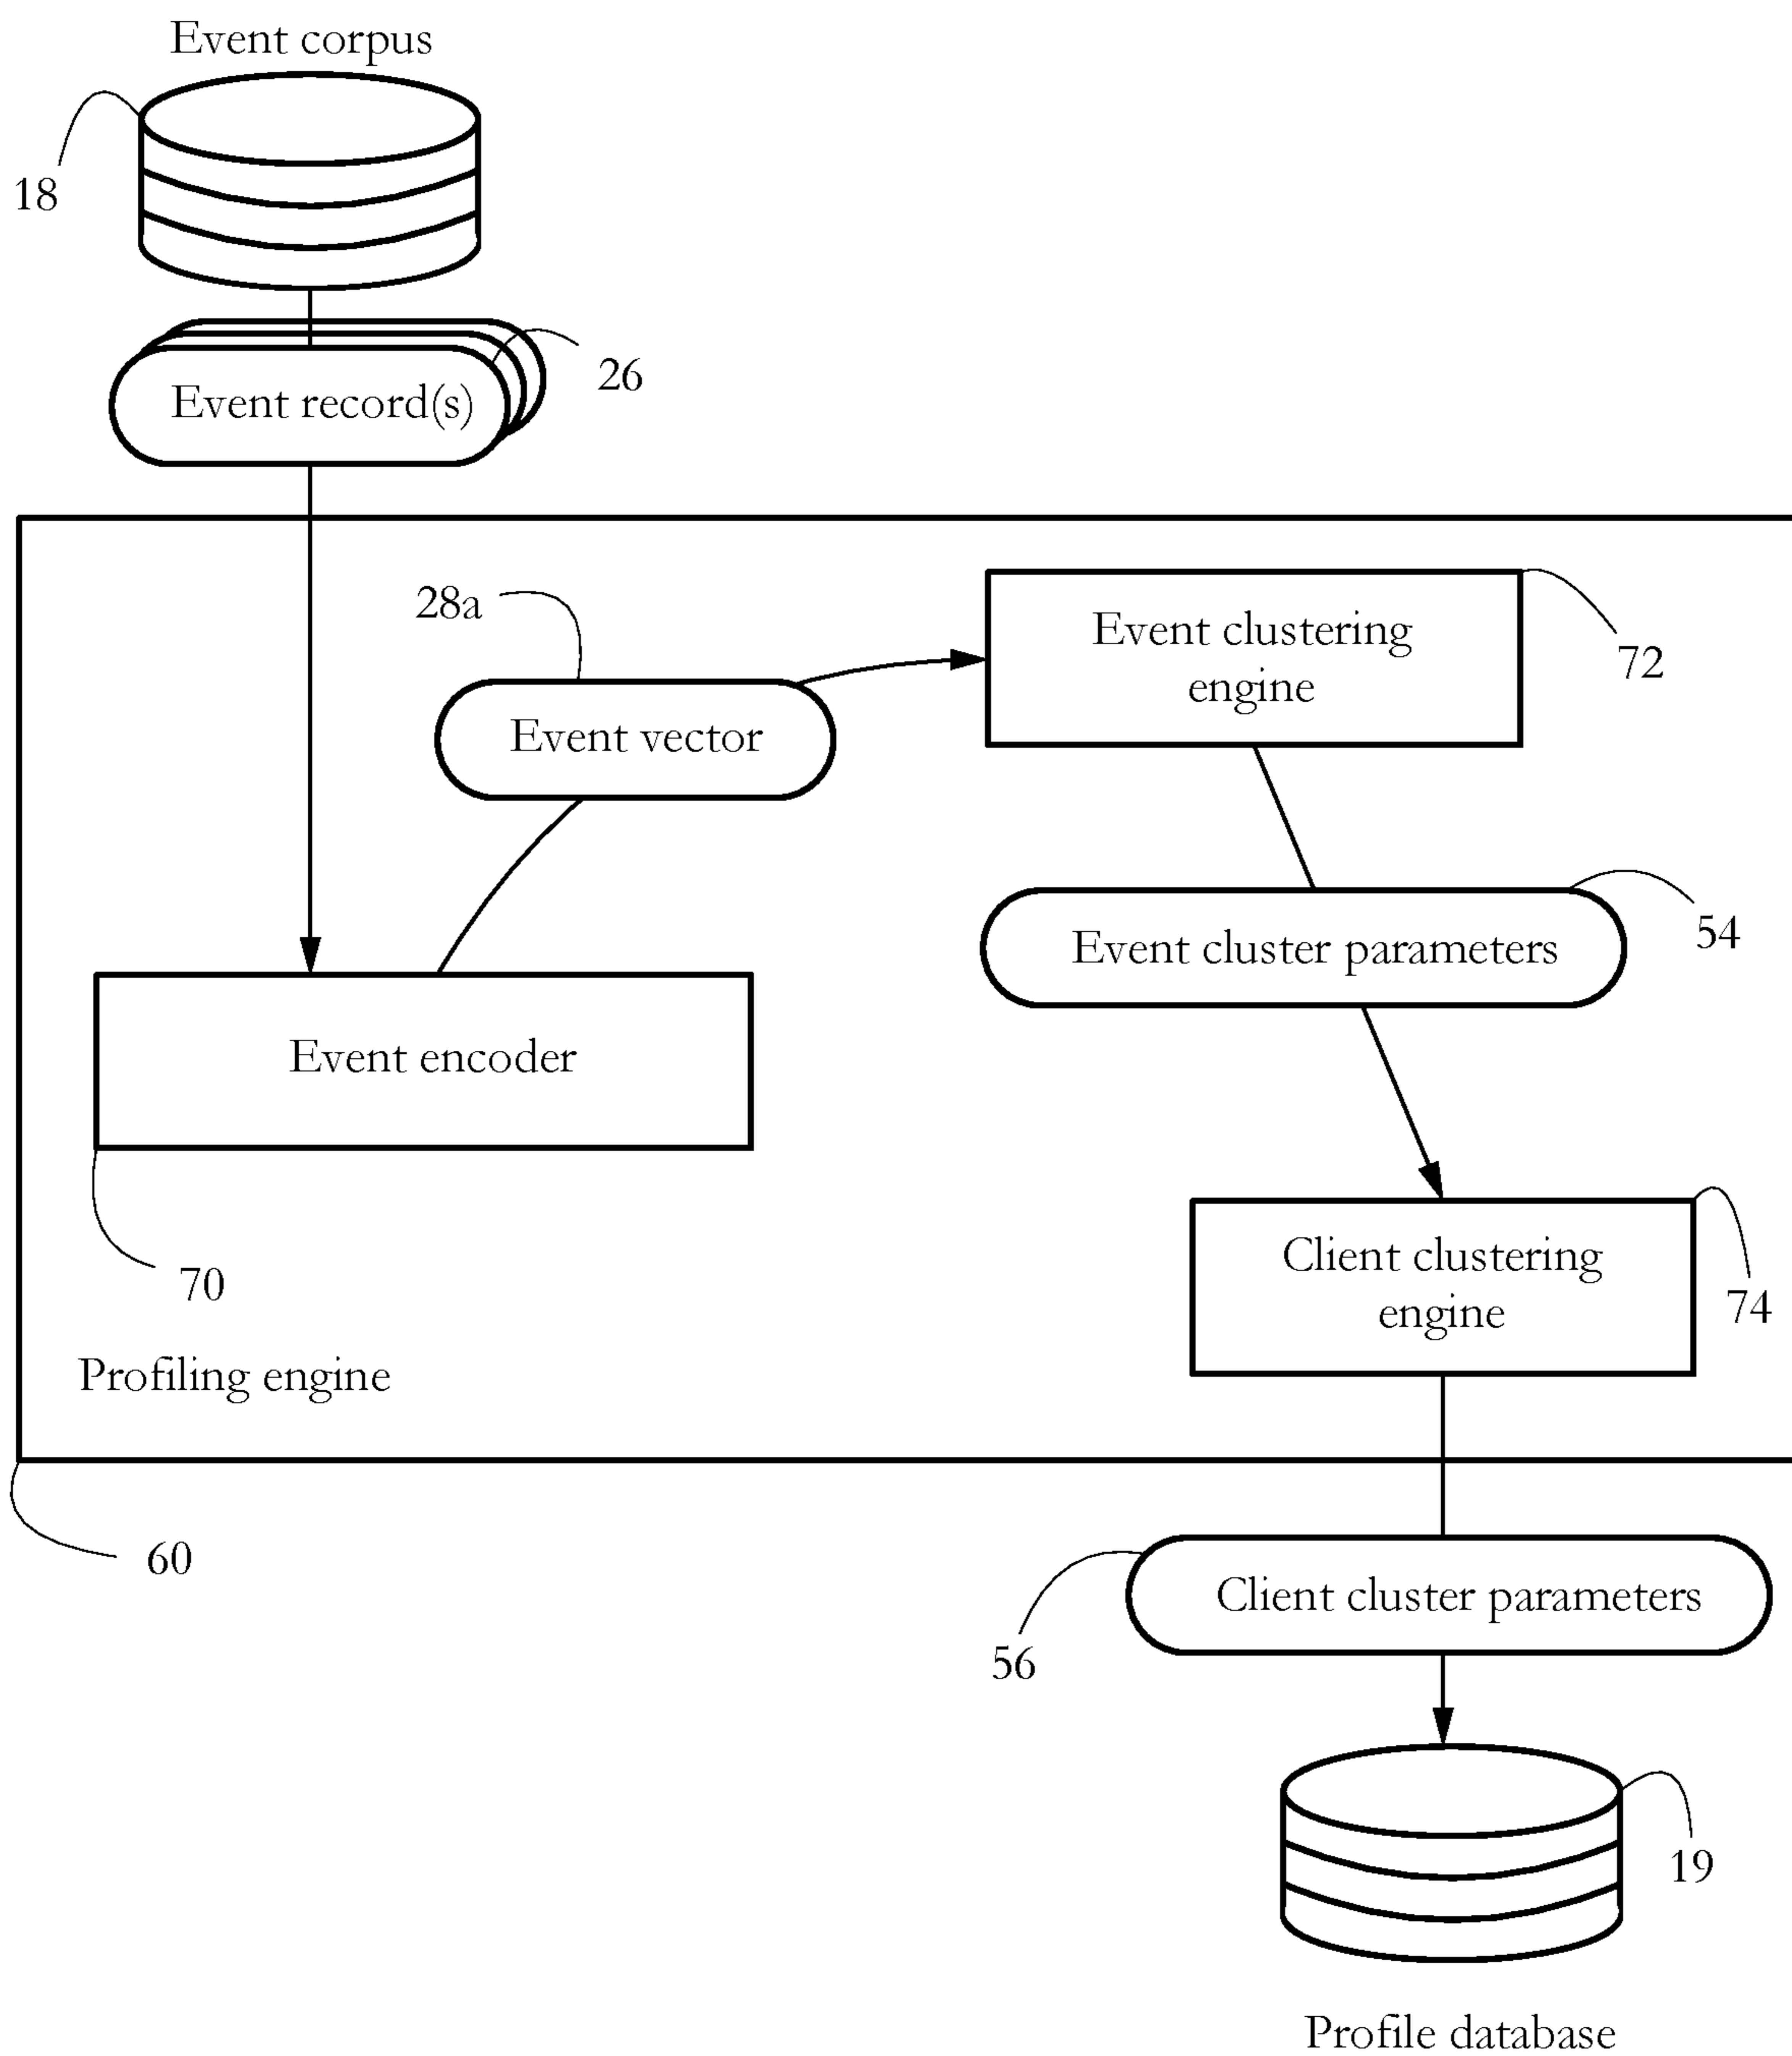 Event corpus
18
26
Event record(s)
28a
Event clustering
engine
72
Event vector
54
Event cluster parameters
Event encoder
Client clustering
engine
70
74
Profiling engine
60
Client cluster parameters
56
19
Profile database